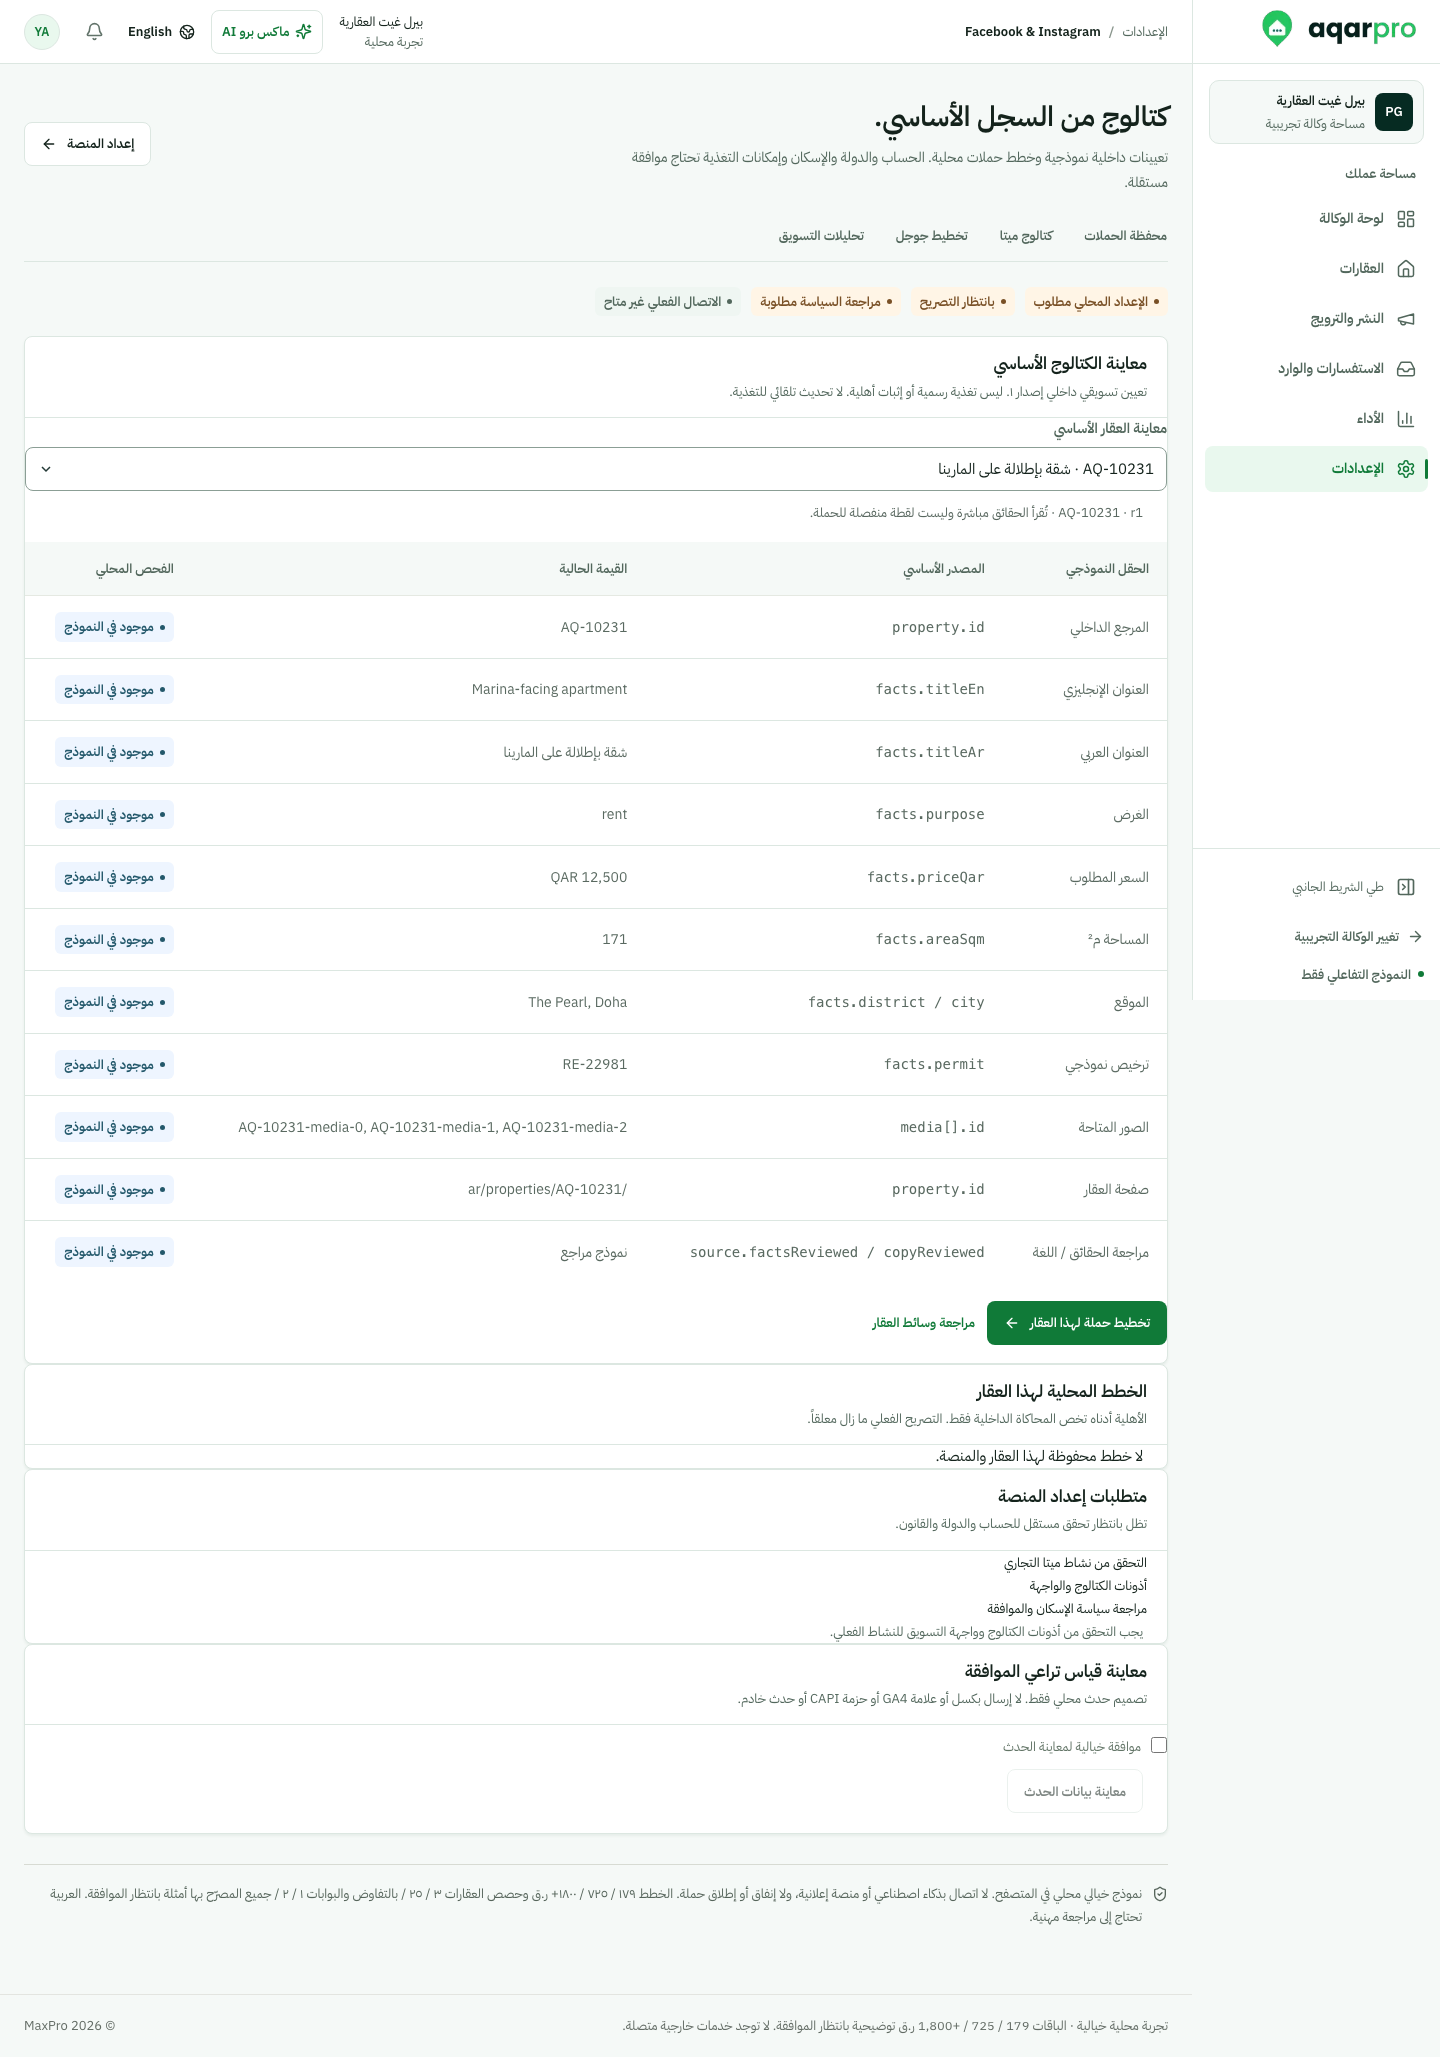 aqarpro
الإعدادات / Facebook & Instagram
بيرل غيت العقارية
تجربة محلية
ماكس برو AI
English
YA
PG
بيرل غيت العقارية
مساحة وكالة تجريبية
مساحة عملك
لوحة الوكالة
العقارات
النشر والترويج
الاستفسارات والوارد
الأداء
الإعدادات
طي الشريط الجانبي
تغيير الوكالة التجريبية
النموذج التفاعلي فقط
كتالوج من السجل الأساسي.
تعيينات داخلية نموذجية وخطط حملات محلية. الحساب والدولة والإسكان وإمكانات التغذية تحتاج موافقة
مستقلة.
إعداد المنصة
محفظة الحملات
كتالوج ميتا
تخطيط جوجل
تحليلات التسويق
الإعداد المحلي مطلوب
بانتظار التصريح
مراجعة السياسة مطلوبة
الاتصال الفعلي غير متاح
معاينة الكتالوج الأساسي
تعيين تسويقي داخلي إصدار ١. ليس تغذية رسمية أو إثبات أهلية. لا تحديث تلقائي للتغذية.
معاينة العقار الأساسي
AQ-10231 · شقة بإطلالة على المارينا
AQ-10231 · r1 · تُقرأ الحقائق مباشرة وليست لقطة منفصلة للحملة.
الحقل النموذجي المصدر الأساسي القيمة الحالية الفحص المحلي
المرجع الداخلي property.id AQ-10231 موجود في النموذج
العنوان الإنجليزي facts.titleEn Marina-facing apartment موجود في النموذج
العنوان العربي facts.titleAr شقة بإطلالة على المارينا موجود في النموذج
الغرض facts.purpose rent موجود في النموذج
السعر المطلوب facts.priceQar QAR 12,500 موجود في النموذج
المساحة م² facts.areaSqm 171 موجود في النموذج
الموقع facts.district / city The Pearl, Doha موجود في النموذج
ترخيص نموذجي facts.permit RE-22981 موجود في النموذج
الصور المتاحة media[].id AQ-10231-media-0, AQ-10231-media-1, AQ-10231-media-2 موجود في النموذج
صفحة العقار property.id ar/properties/AQ-10231/ موجود في النموذج
مراجعة الحقائق / اللغة source.factsReviewed / copyReviewed نموذج مراجع موجود في النموذج
تخطيط حملة لهذا العقار
مراجعة وسائط العقار
الخطط المحلية لهذا العقار
الأهلية أدناه تخص المحاكاة الداخلية فقط. التصريح الفعلي ما زال معلقاً.
لا خطط محفوظة لهذا العقار والمنصة.
متطلبات إعداد المنصة
تظل بانتظار تحقق مستقل للحساب والدولة والقانون.
التحقق من نشاط ميتا التجاري
أذونات الكتالوج والواجهة
مراجعة سياسة الإسكان والموافقة
يجب التحقق من أذونات الكتالوج وواجهة التسويق للنشاط الفعلي.
معاينة قياس تراعي الموافقة
تصميم حدث محلي فقط. لا إرسال بكسل أو علامة GA4 أو حزمة CAPI أو حدث خادم.
موافقة خيالية لمعاينة الحدث
معاينة بيانات الحدث
نموذج خيالي محلي في المتصفح. لا اتصال بذكاء اصطناعي أو منصة إعلانية، ولا إنفاق أو إطلاق حملة. الخطط ١٧٩ / ٧٢٥ / ١٨٠٠+ ر.ق وحصص العقارات ٣ / ٢٥ / بالتفاوض والبوابات ١ / ٢ / جميع المصرّح بها أمثلة بانتظار الموافقة. العربية
تحتاج إلى مراجعة مهنية.
تجربة محلية خيالية · الباقات 179 / 725 / +1,800 ر.ق توضيحية بانتظار الموافقة. لا توجد خدمات خارجية متصلة.
© 2026 MaxPro